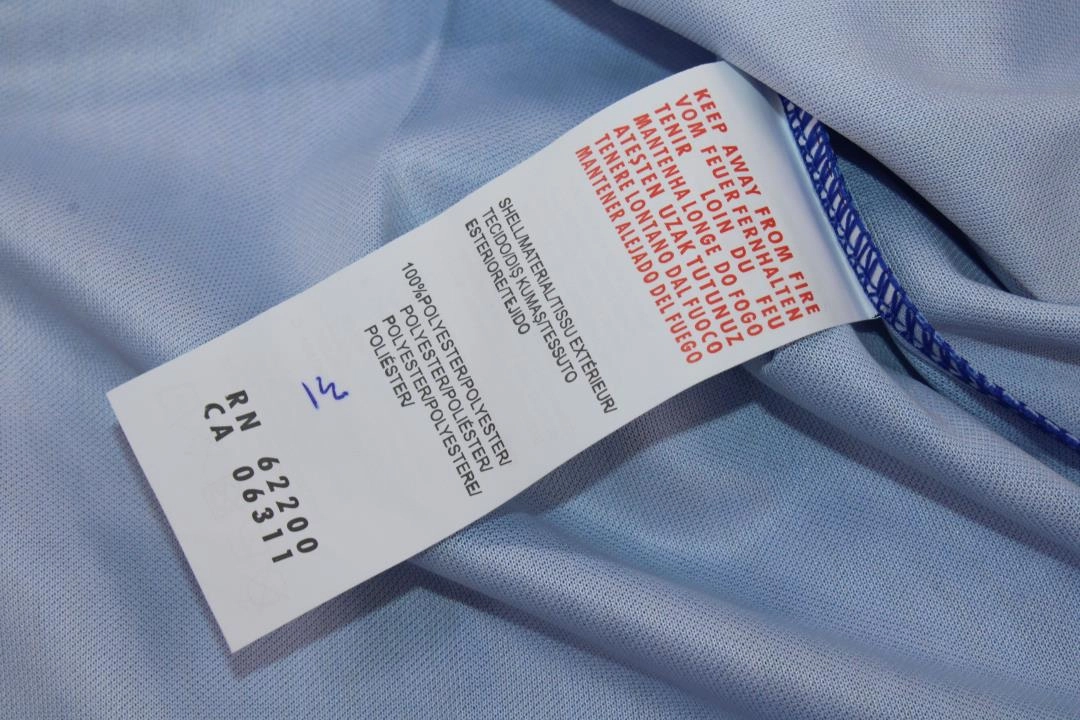 KEEP AWAY FROM FIRE
VOM FEUER FERNHALTEN
TENIR LOIN DU FEU
MANTENHA LONGE DO FOGO
ATEŞTEN UZAK TUTUNUZ
TENERE LONTANO DAL FUOCO
MANTENER ALEJADO DEL FUEGO
SHELL/MATERIAL/TISSU EXTÉRIEUR/
TECIDO/DIŞ KUMAŞ/TESSUTO
ESTERIORE/TEJIDO
100%POLYESTER/POLYESTER/
POLYESTER/POLIÉSTER/
POLYESTER/POLYESTERE/
POLIÉSTER/
RN 62200
CA 06311